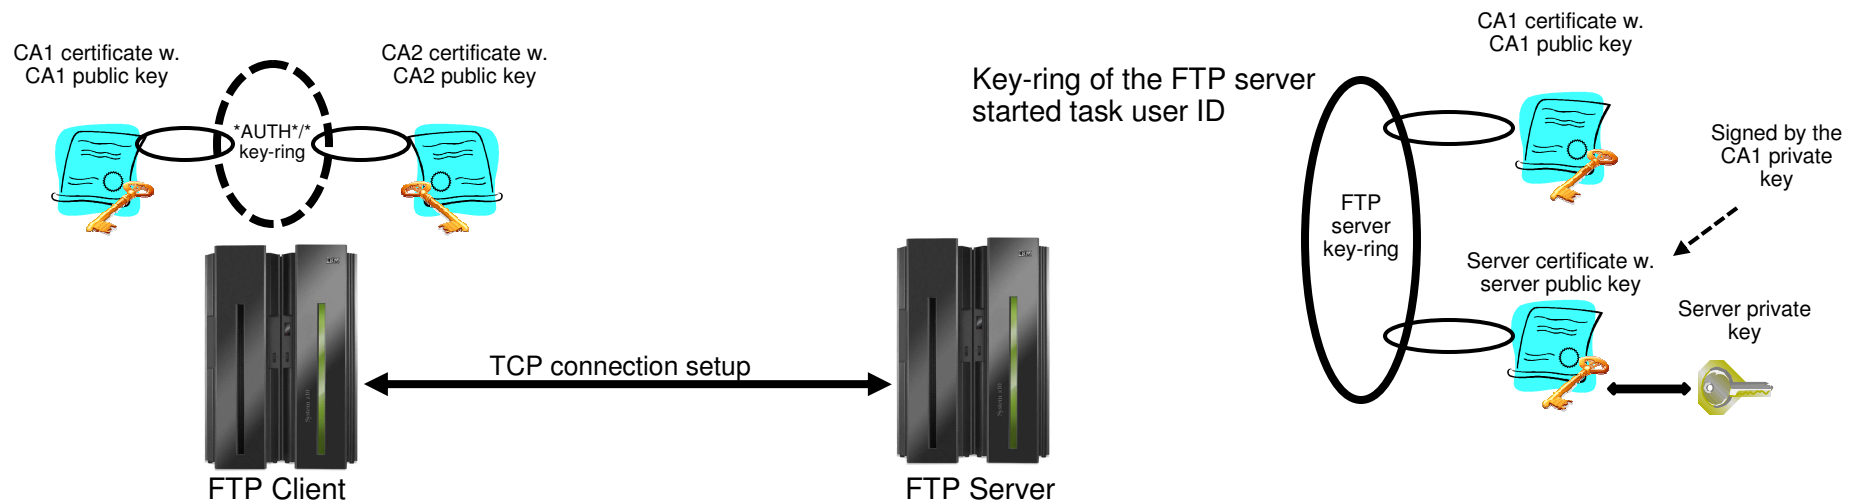 CA1 certificate w.
CA1 public key
CA2 certificate w.
CA2 public key
*AUTH*/*
key-ring
Key-ring of the FTP server
started task user ID
CA1 certificate w.
CA1 public key
Signed by the
CA1 private
key
FTP
server
key-ring
Server certificate w.
server public key
Server private
key
TCP connection setup
FTP Client
FTP Server